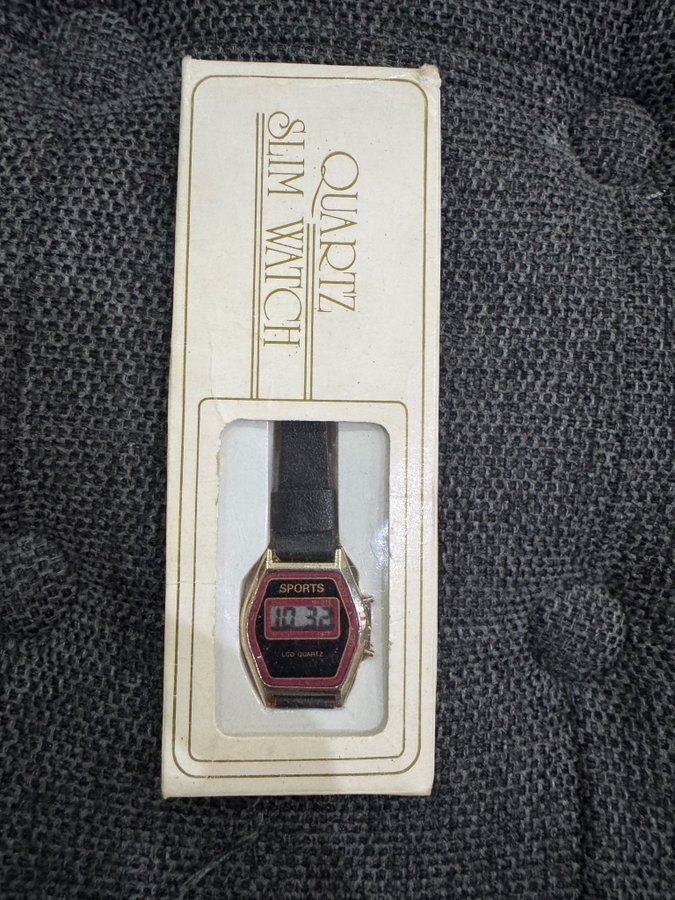 QUARTZ
SLIM WATCH
SPORTS
10:32
LCD QUARTZ